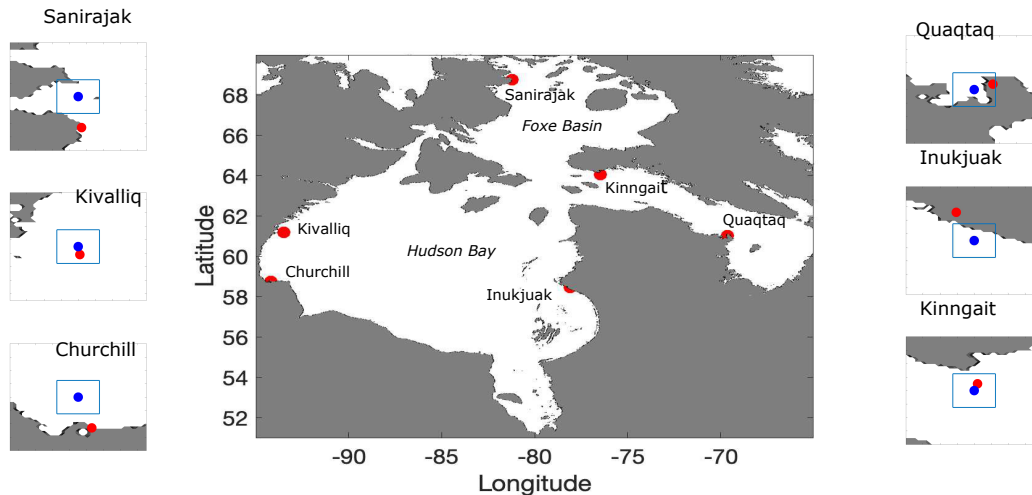 Sanirajak
Kivalliq
Churchill
68
66
64
62
60
58
56
54
52
Latitude
Sanirajak
Foxe Basin
Kinngait
Quaqtaq
Kivalliq
Hudson Bay
Churchill
Inukjuak
-90
-85
-80
-75
-70
Longitude
Quaqtaq
Inukjuak
Kinngait